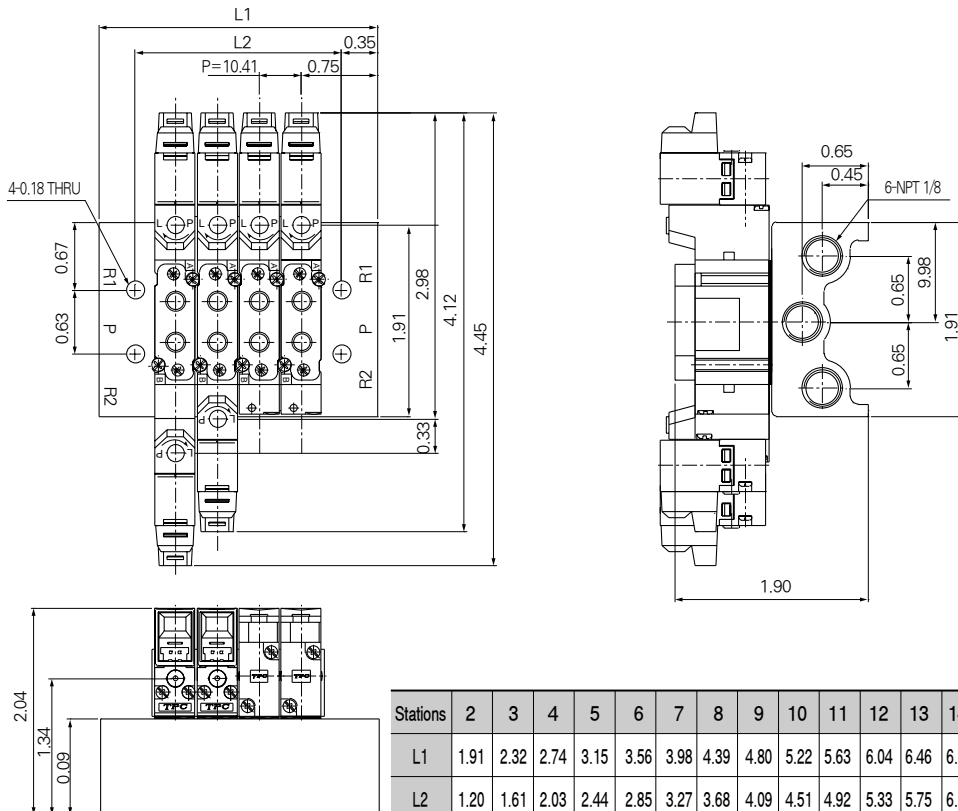 L1
L2
0.35
P=10.41
0.75
4-0.18 THRU
0.67
0.63
R1
P
R2
L P
L P
L P
L P
A
A
A
A
B
B
B
B
R1
P
R2
L P
L P
1.91
2.98
4.12
4.45
0.33
0.65
0.45
6-NPT 1/8
0.65
0.65
9.98
1.91
1.90
2.04
1.34
0.09
TPC TPC TPC TPC
Stations 2 3 4 5 6 7 8 9 10 11 12 13
L1 1.91 2.32 2.74 3.15 3.56 3.98 4.39 4.80 5.22 5.63 6.04 6.46
L2 1.20 1.61 2.03 2.44 2.85 3.27 3.68 4.09 4.51 4.92 5.33 5.75